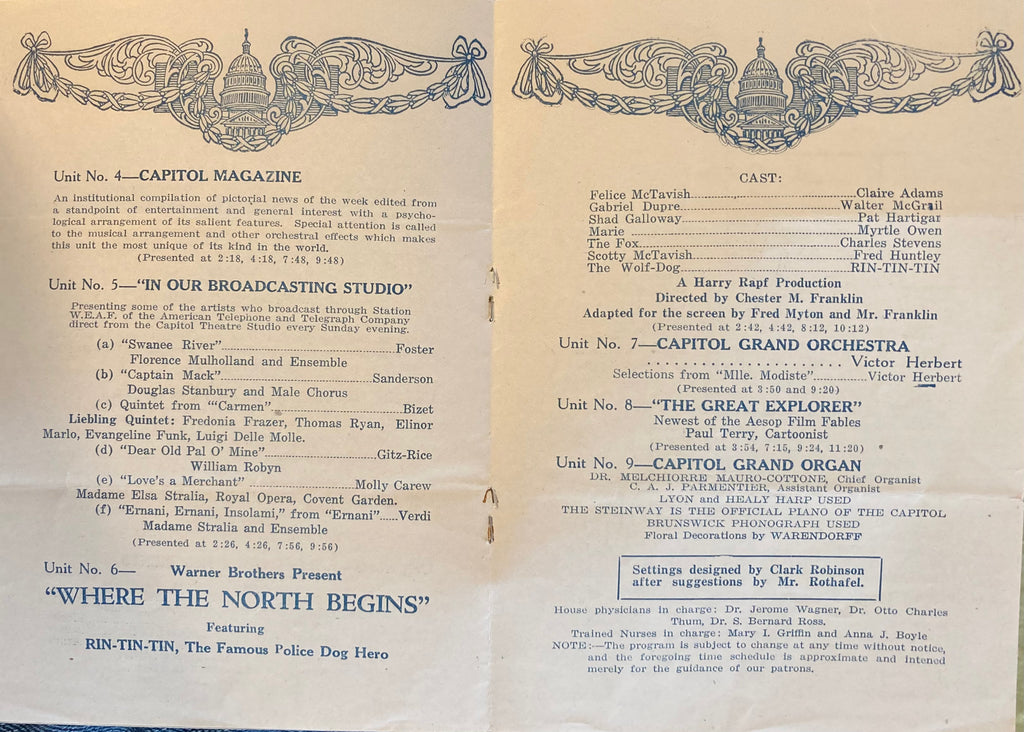 Unit No. 4—CAPITOL MAGAZINE
An institutional compilation of pictorial news of the week edited from
a standpoint of entertainment and general interest with a psycho-
logical arrangement of its salient features. Special attention is called
to the musical arrangement and other orchestral effects which makes
this unit the most unique of its kind in the world.
(Presented at 2:18, 4:18, 7:48, 9:48)
Unit No. 5—"IN OUR BROADCASTING STUDIO"
Presenting some of the artists who broadcast through Station
W.E.A.F. of the American Telephone and Telegraph Company
direct from the Capitol Theatre Studio every Sunday evening.
(a) "Swanee River"..............................Foster
Florence Mulholland and Ensemble
(b) "Captain Mack"..............................Sanderson
Douglas Stanbury and Male Chorus
(c) Quintet from '"Carmen"..............................Bizet
Liebling Quintet: Fredonia Frazer, Thomas Ryan, Elinor
Marlo, Evangeline Funk, Luigi Delle Molle.
(d) "Dear Old Pal O' Mine"..............................Gitz-Rice
William Robyn
(e) "Love's a Merchant"..............................Molly Carew
Madame Elsa Stralia, Royal Opera, Covent Garden.
(f) "Ernani, Ernani, Insolami," from "Ernani".....Verdi
Madame Stralia and Ensemble
(Presented at 2:26, 4:26, 7:56, 9:56)
Unit No. 6— Warner Brothers Present
"WHERE THE NORTH BEGINS"
Featuring
RIN-TIN-TIN, The Famous Police Dog Hero
CAST:
Felice McTavish..............................Claire Adams
Gabriel Dupre..............................Walter McGrail
Shad Galloway..............................Pat Hartigar
Marie ..............................Myrtle Owen
The Fox..............................Charles Stevens
Scotty McTavish..............................Fred Huntley
The Wolf-Dog..............................RIN-TIN-TIN
A Harry Rapf Production
Directed by Chester M. Franklin
Adapted for the screen by Fred Myton and Mr. Franklin
(Presented at 2:42, 4:42, 8:12, 10:12)
Unit No. 7—CAPITOL GRAND ORCHESTRA
. . . . . . . . . . . . . . . . . . . . Victor Herbert
Selections from "Mlle. Modiste"..............Victor Herbert
(Presented at 3:50 and 9:20)
Unit No. 8—"THE GREAT EXPLORER"
Newest of the Aesop Film Fables
Paul Terry, Cartoonist
(Presented at 3:54, 7:15, 9:24, 11:20)
Unit No. 9—CAPITOL GRAND ORGAN
DR. MELCHIORRE MAURO-COTTONE, Chief Organist
C. A. J. PARMENTIER, Assistant Organist
LYON and HEALY HARP USED
THE STEINWAY IS THE OFFICIAL PIANO OF THE CAPITOL
BRUNSWICK PHONOGRAPH USED
Floral Decorations by WARENDORFF
Settings designed by Clark Robinson
after suggestions by Mr. Rothafel.
House physicians in charge: Dr. Jerome Wagner, Dr. Otto Charles
Thum, Dr. S. Bernard Ross.
Trained Nurses in charge: Mary I. Griffin and Anna J. Boyle
NOTE:—The program is subject to change at any time without notice,
and the foregoing time schedule is approximate and intened
merely for the guidance of our patrons.